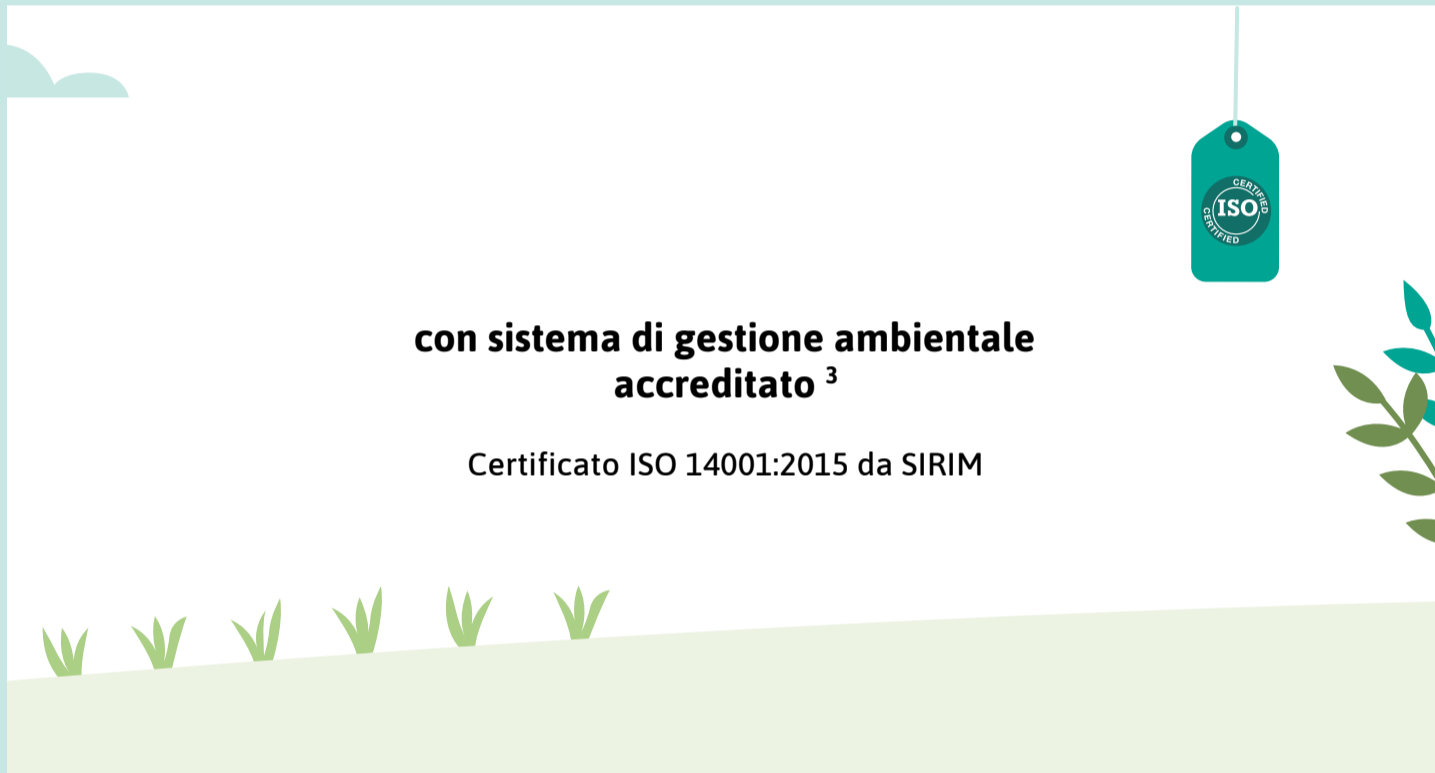 CERTIFIED
ISO
CERTIFIED
con sistema di gestione ambientale
accreditato ³
Certificato ISO 14001:2015 da SIRIM